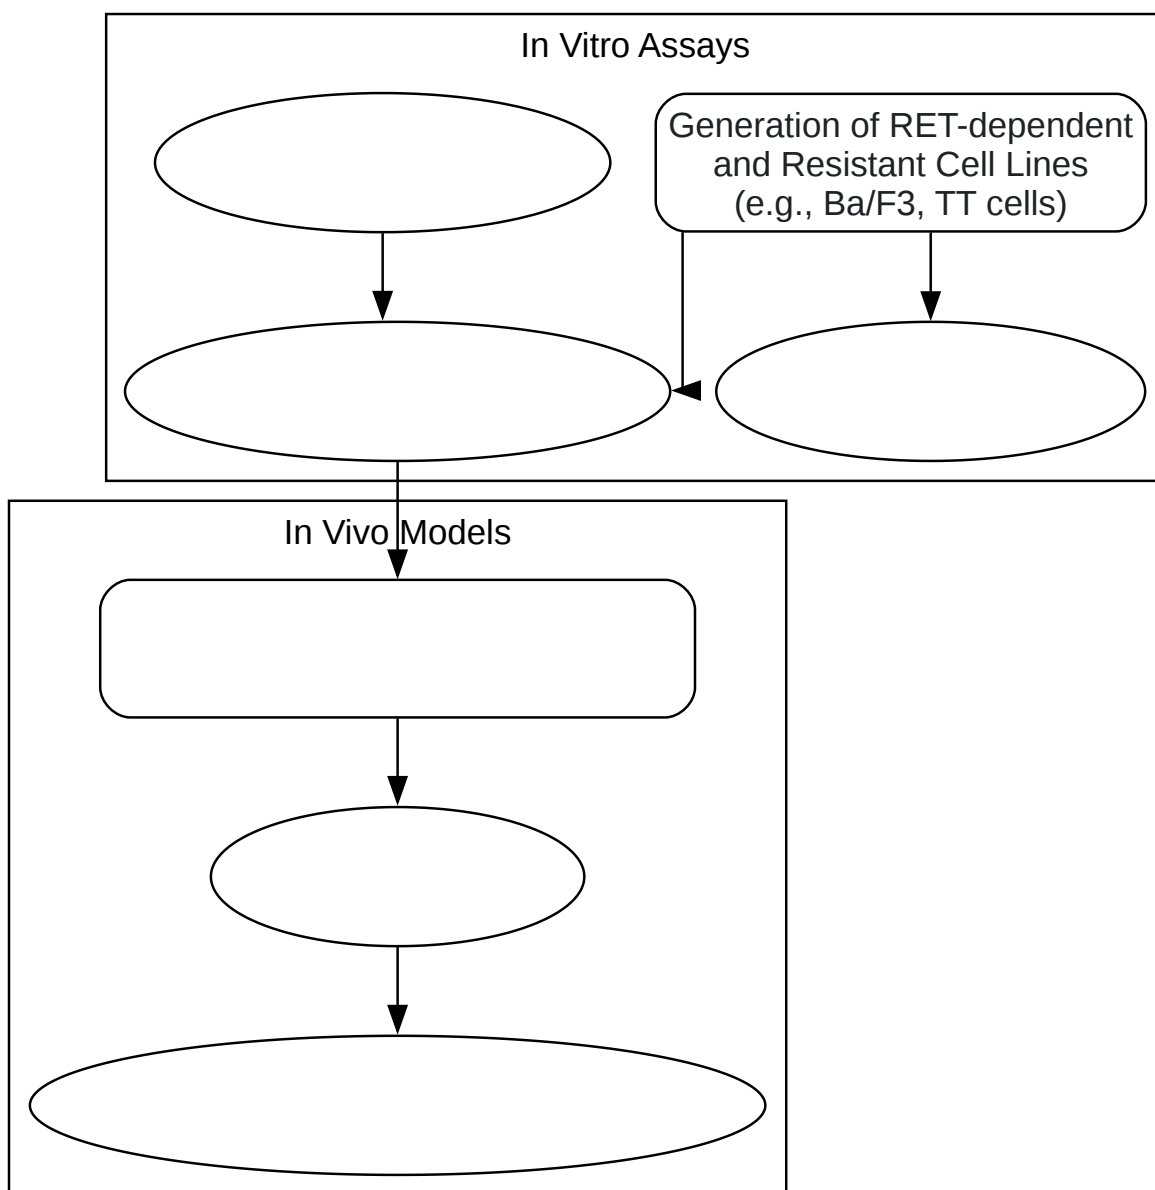 In Vitro Assays
Generation of RET-dependent
and Resistant Cell Lines
(e.g., Ba/F3, TT cells)
In Vivo Models